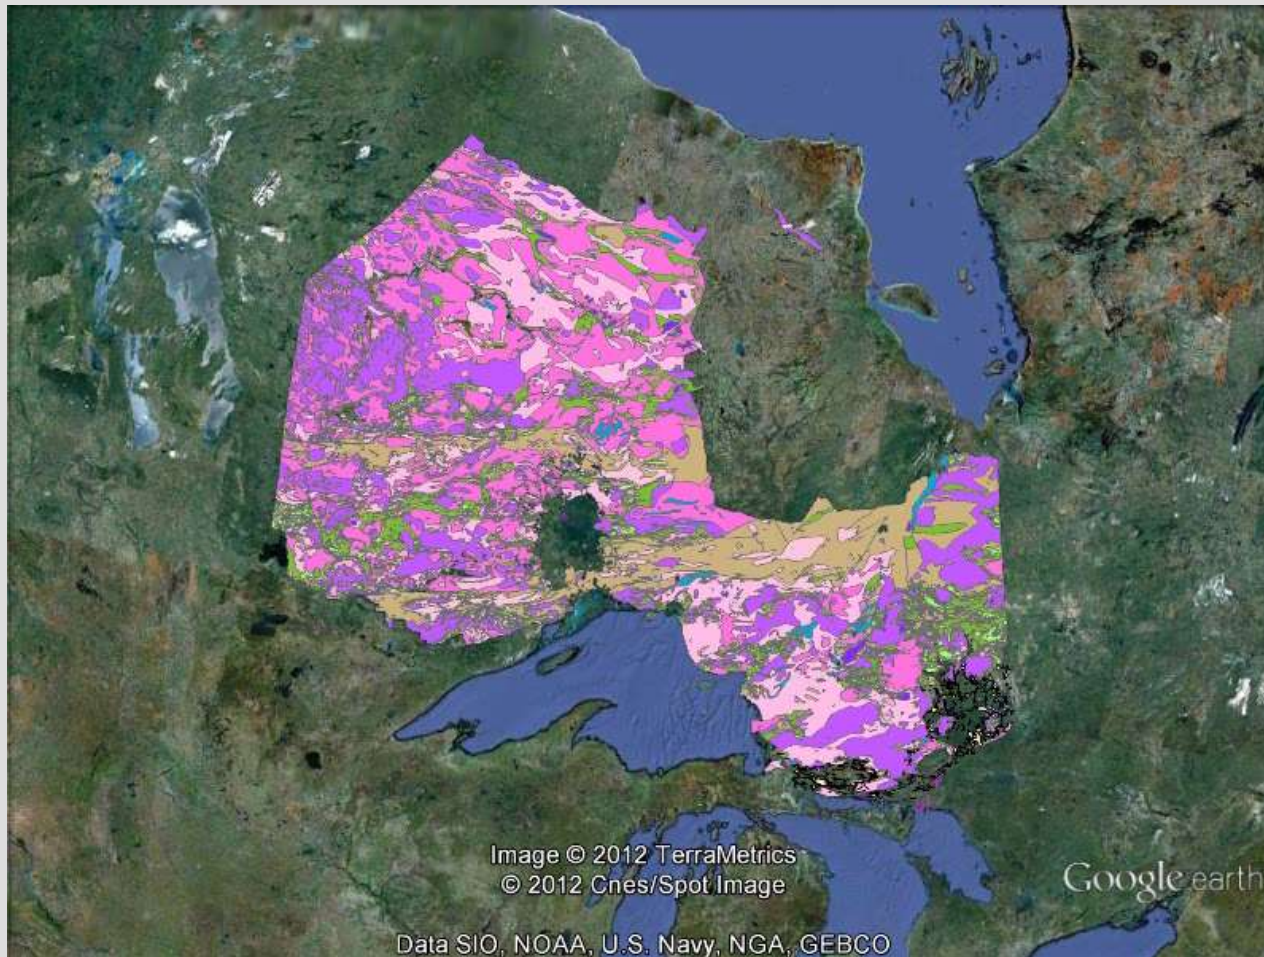 Image © 2012 TerraMetrics
© 2012 Cnes/Spot Image
Google earth
Data SIO, NOAA, U.S. Navy, NGA, GEBCO